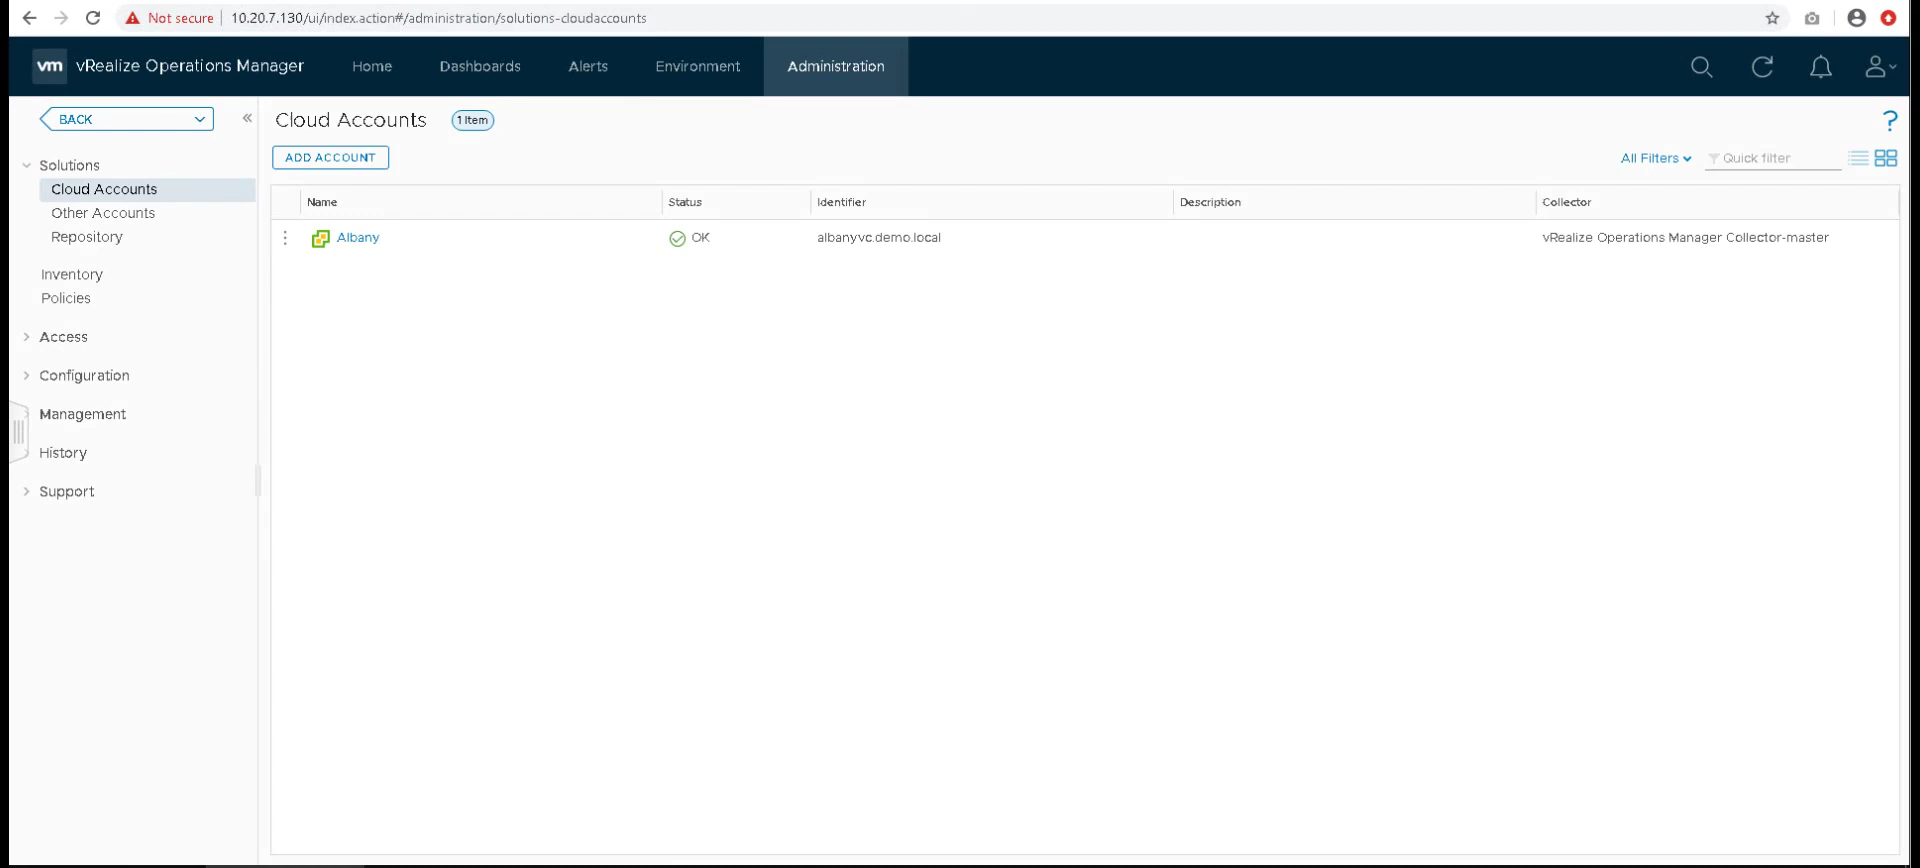 Not secure 10.20.7.130/ui/index.action#/administration/solutions-cloudaccounts
vm vRealize Operations Manager Home Dashboards Alerts Environment Administration
BACK
Solutions
Cloud Accounts
Other Accounts
Repository
Inventory
Policies
Access
Configuration
Management
History
Support
Cloud Accounts 1 Item
?
ADD ACCOUNT
All Filters Quick filter
Name Status Identifier Description Collector
Albany OK albanyvc.demo.local vRealize Operations Manager Collector-master